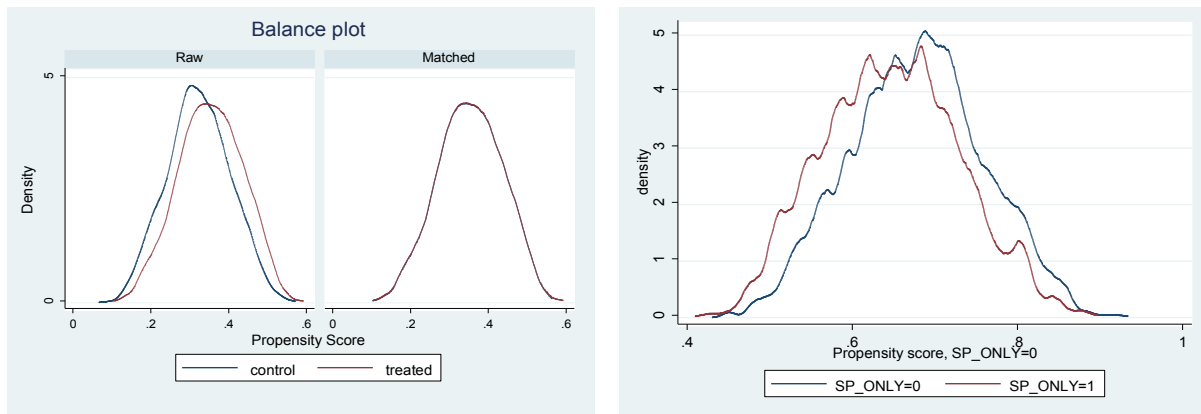 Balance plot
Raw
Matched
5
0
Density
0
.2
.4
.6
0
.2
.4
.6
Propensity Score
control
treated
5
4
3
2
1
0
density
.4
.6
.8
1
Propensity score, SP_ONLY=0
SP_ONLY=0
SP_ONLY=1